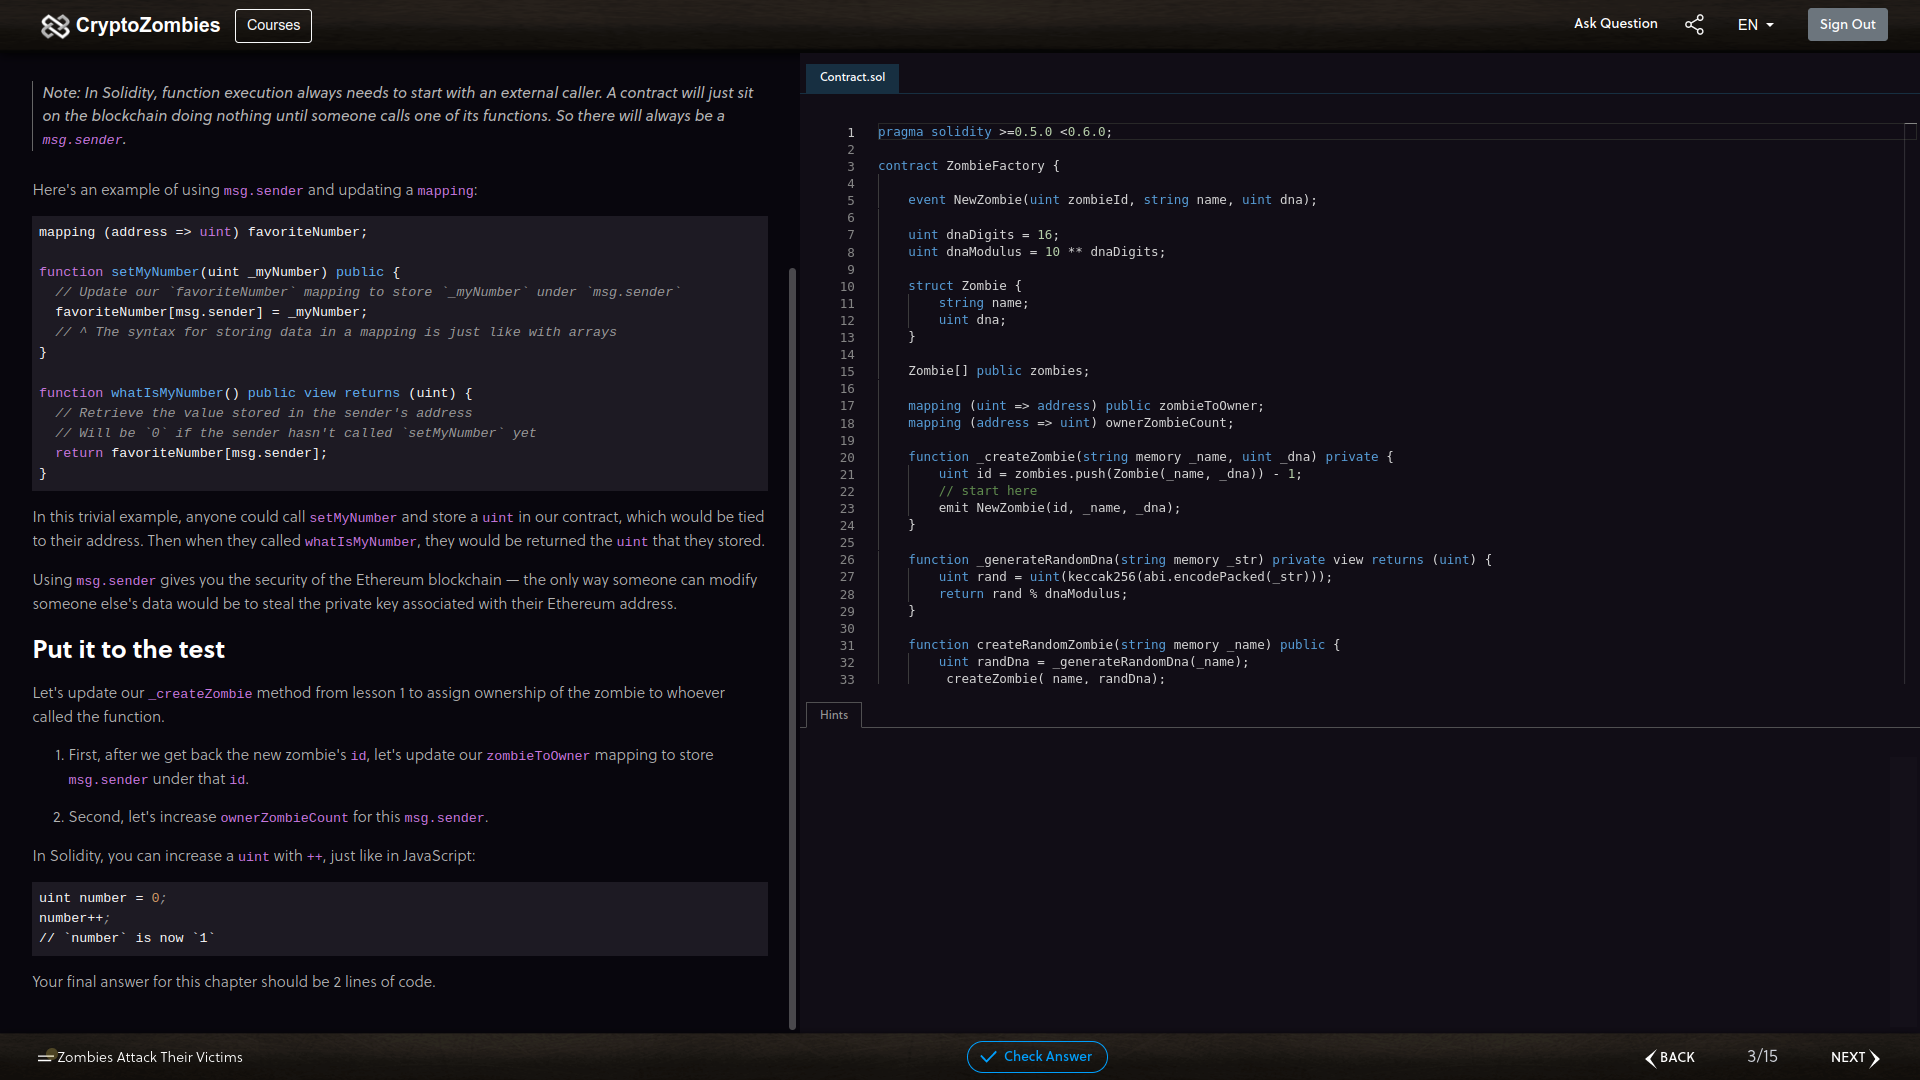 CryptoZombies
Courses
Ask Question
EN
Sign Out
Note: In Solidity, function execution always needs to start with an external caller. A contract will just sit
on the blockchain doing nothing until someone calls one of its functions. So there will always be a
msg.sender.
Here's an example of using msg.sender and updating a mapping:
mapping (address => uint) favoriteNumber;
function setMyNumber(uint _myNumber) public {
// Update our `favoriteNumber` mapping to store `_myNumber` under `msg.sender`
favoriteNumber[msg.sender] = _myNumber;
// ^ The syntax for storing data in a mapping is just like with arrays
}
function whatIsMyNumber() public view returns (uint) {
// Retrieve the value stored in the sender's address
// Will be `0` if the sender hasn't called `setMyNumber` yet
return favoriteNumber[msg.sender];
}
In this trivial example, anyone could call setMyNumber and store a uint in our contract, which would be tied
to their address. Then when they called whatIsMyNumber, they would be returned the uint that they stored.
Using msg.sender gives you the security of the Ethereum blockchain — the only way someone can modify
someone else's data would be to steal the private key associated with their Ethereum address.
Put it to the test
Let's update our _createZombie method from lesson 1 to assign ownership of the zombie to whoever
called the function.
1. First, after we get back the new zombie's id, let's update our zombieToOwner mapping to store
msg.sender under that id.
2. Second, let's increase ownerZombieCount for this msg.sender.
In Solidity, you can increase a uint with ++, just like in JavaScript:
uint number = 0;
number++;
// `number` is now `1`
Your final answer for this chapter should be 2 lines of code.
Contract.sol
1 pragma solidity >=0.5.0 <0.6.0;
2
3 contract ZombieFactory {
4
5 event NewZombie(uint zombieId, string name, uint dna);
6
7 uint dnaDigits = 16;
8 uint dnaModulus = 10 ** dnaDigits;
9
10 struct Zombie {
11 string name;
12 uint dna;
13 }
14
15 Zombie[] public zombies;
16
17 mapping (uint => address) public zombieToOwner;
18 mapping (address => uint) ownerZombieCount;
19
20 function _createZombie(string memory _name, uint _dna) private {
21 uint id = zombies.push(Zombie(_name, _dna)) - 1;
22 // start here
23 emit NewZombie(id, _name, _dna);
24 }
25
26 function _generateRandomDna(string memory _str) private view returns (uint) {
27 uint rand = uint(keccak256(abi.encodePacked(_str)));
28 return rand % dnaModulus;
29 }
30
31 function createRandomZombie(string memory _name) public {
32 uint randDna = _generateRandomDna(_name);
33 createZombie( name, randDna);
Hints
Zombies Attack Their Victims
Check Answer
BACK
3/15
NEXT